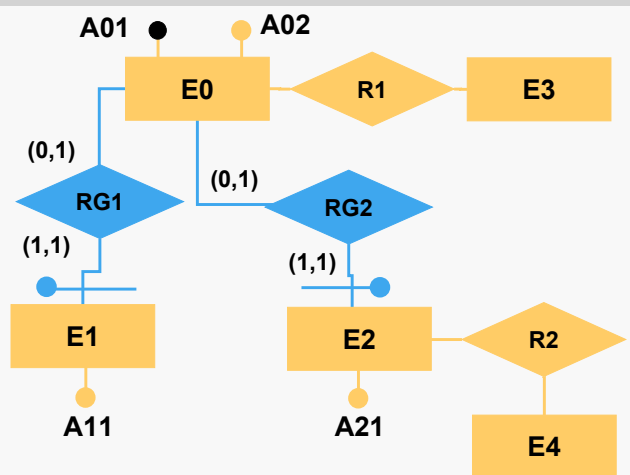 A01
A02
E0
R1
E3
(0,1)
(0,1)
RG1
RG2
(1,1)
(1,1)
E1
E2
R2
A11
A21
E4